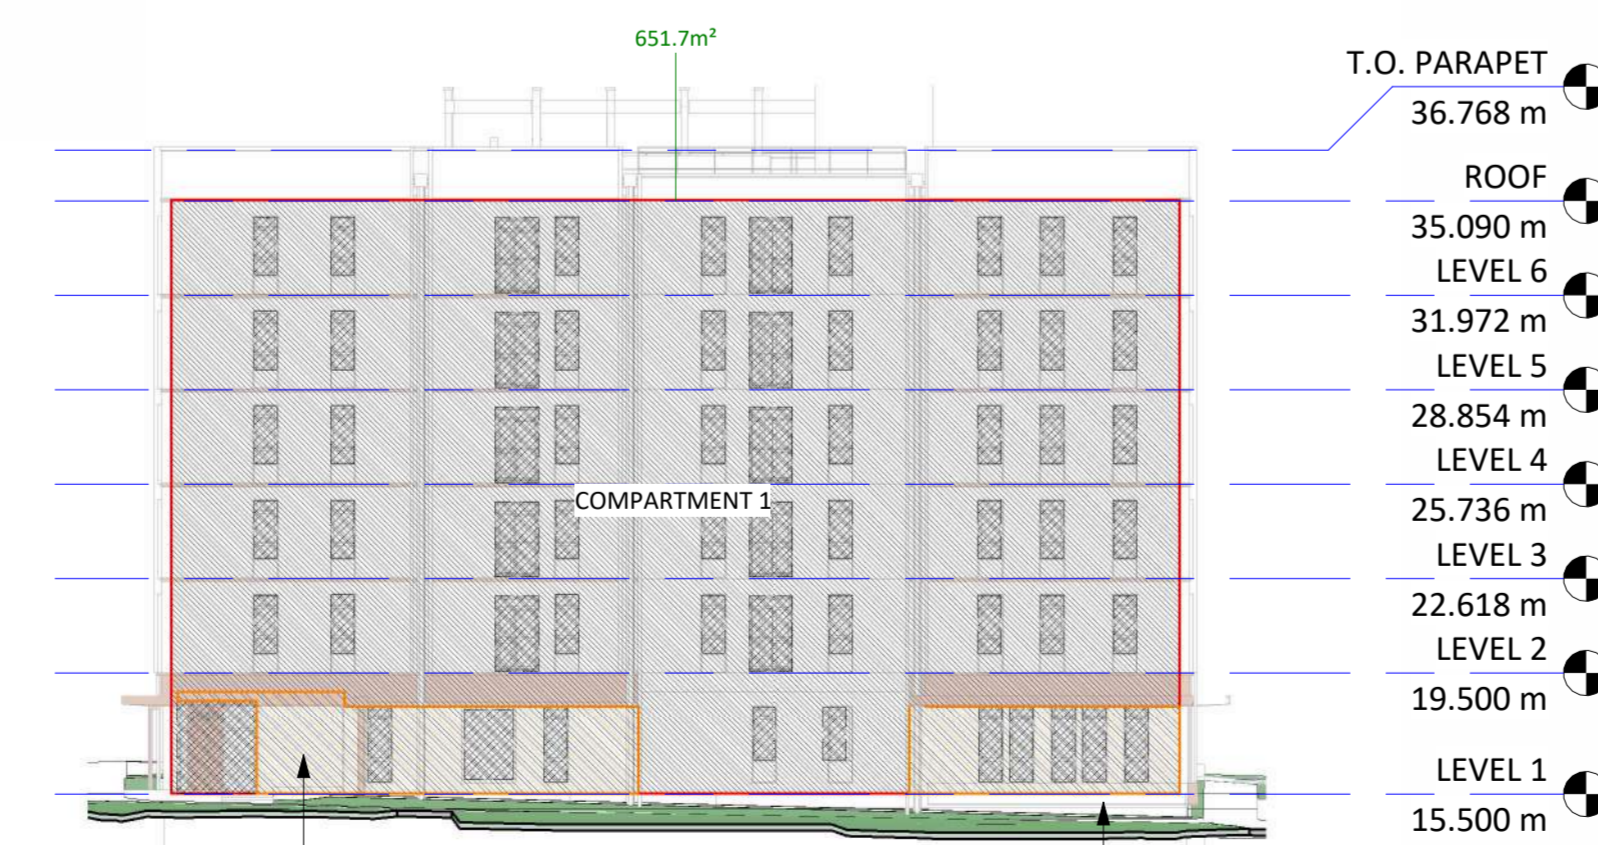 651.7m²
T.O. PARAPET
36.768 m
ROOF
35.090 m
LEVEL 6
31.972 m
LEVEL 5
28.854 m
LEVEL 4
25.736 m
COMPARTMENT 1
LEVEL 3
22.618 m
LEVEL 2
19.500 m
LEVEL 1
15.500 m